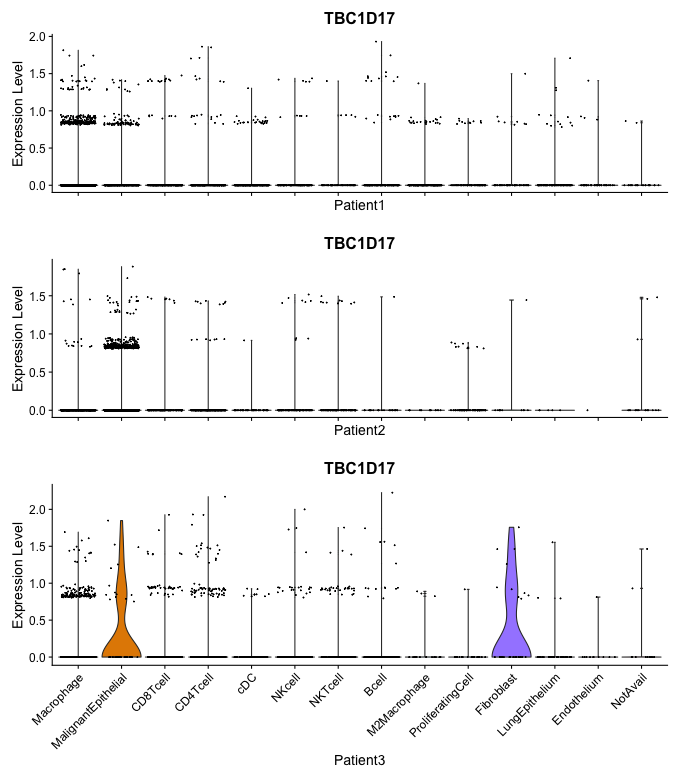 TBC1D17
2.0
1.5
1.0
0.5
0.0
Expression Level
Patient1
TBC1D17
1.5
1.0
0.5
0.0
Expression Level
Patient2
TBC1D17
2.0
1.5
1.0
0.5
0.0
Expression Level
Macrophage
MalignantEpithelial
CD8Tcell
CD4Tcell
cDC
NKcell
NKTcell
Bcell
M2Macrophage
ProliferatingCell
Fibroblast
LungEpithelium
Endothelium
NotAvail
Patient3